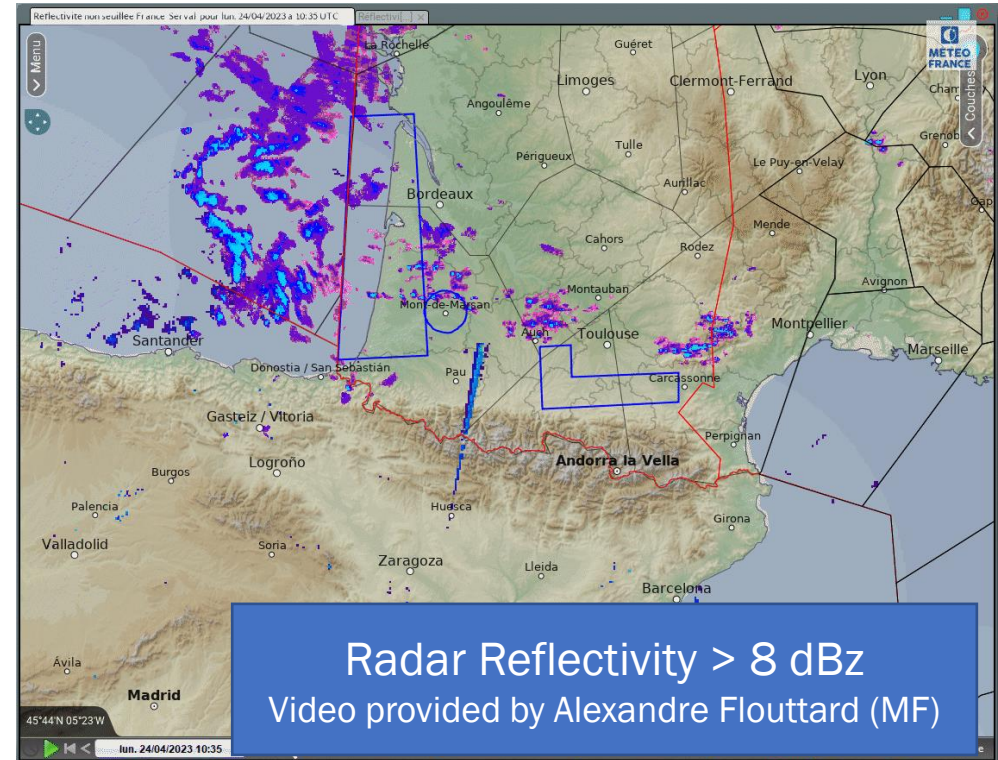 Réflectivité non seuillée France Serval pour lun. 24/04/2023 à 10:35 UTC
Réflectivi[...] ×
Menu
METEO
FRANCE
Couches
La Rochelle
Guéret
Limoges
Clermont-Ferrand
Lyon
Angoulême
Tulle
Périgueux
Le Puy-en-Velay
Aurillac
Bordeaux
Mende
Cahors
Rodez
Gap
Montauban
Avignon
Mont-de-Marsan
Auch
Toulouse
Montpellier
Santander
Marseille
Donostia / San Sebastián
Pau
Carcassonne
Gasteiz / Vitoria
Perpignan
Logroño
Andorra la Vella
Burgos
Palencia
Huesca
Girona
Valladolid
Soria
Zaragoza
Lleida
Barcelona
Ávila
Madrid
Radar Reflectivity > 8 dBz
Video provided by Alexandre Flouttard (MF)
45°44'N 05°23'W
lun. 24/04/2023 10:35